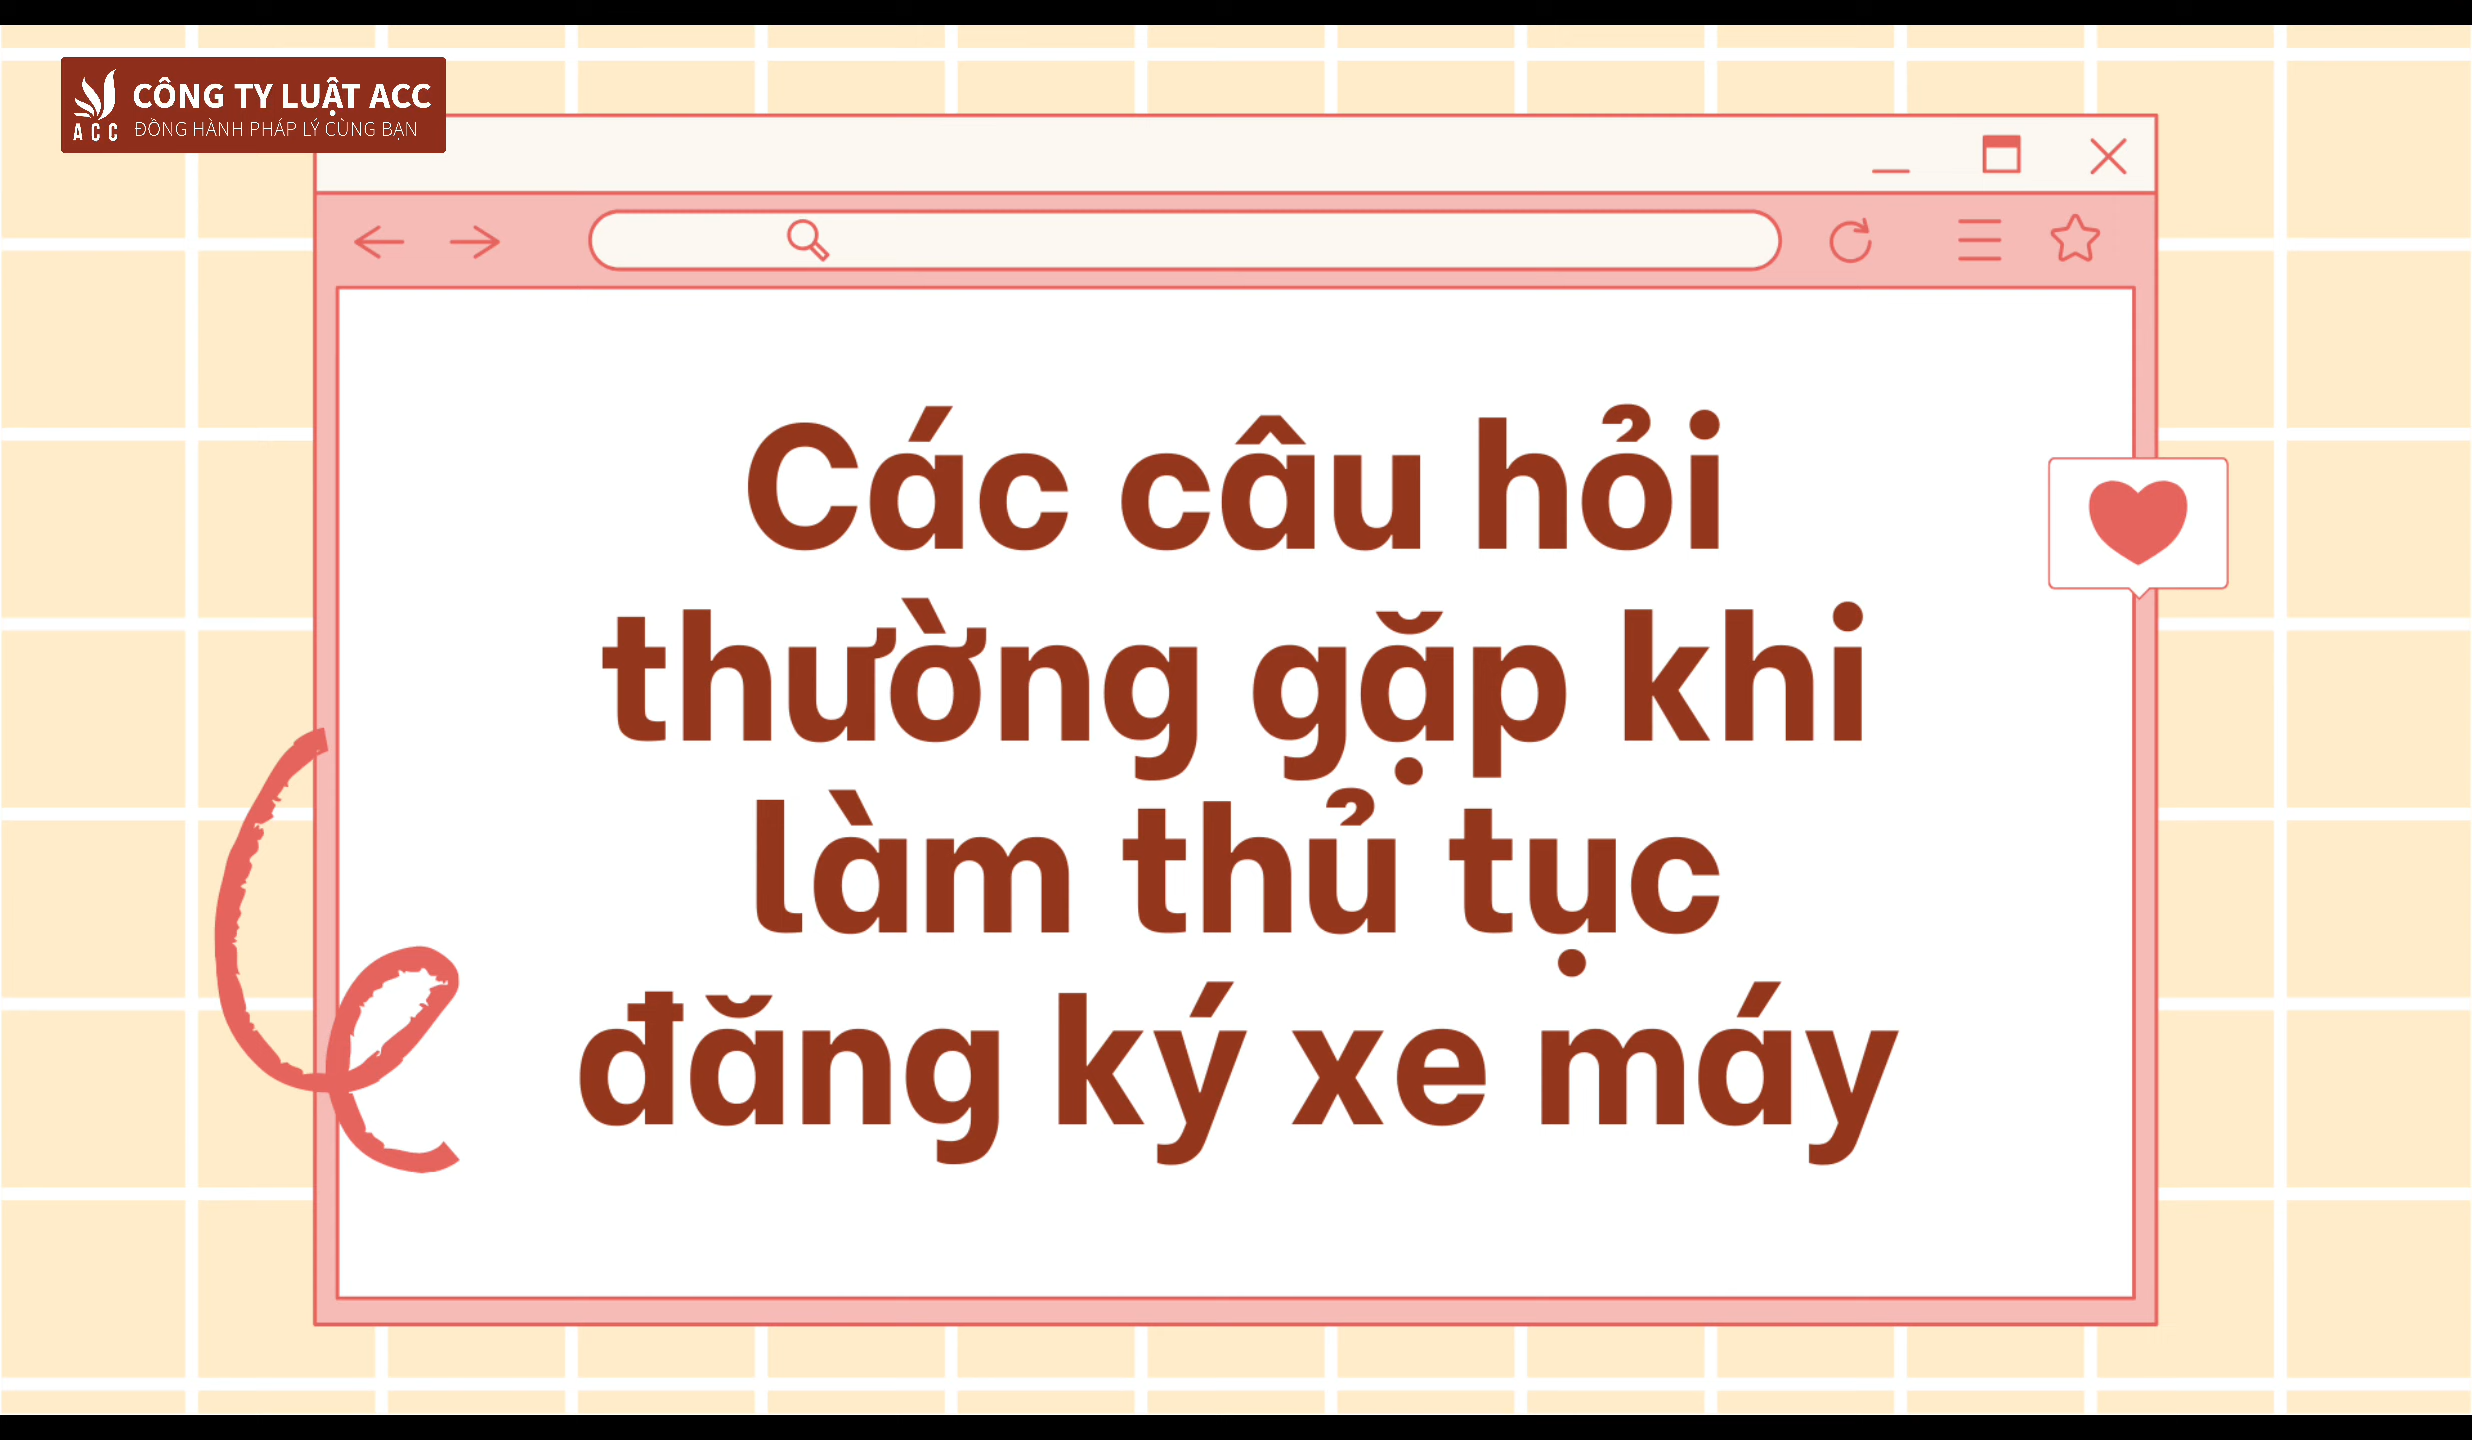 CÔNG TY LUẬT ACC
ACC ĐỒNG HÀNH PHÁP LÝ CÙNG BẠN
Các câu hỏi
thường gặp khi
làm thủ tục
đăng ký xe máy